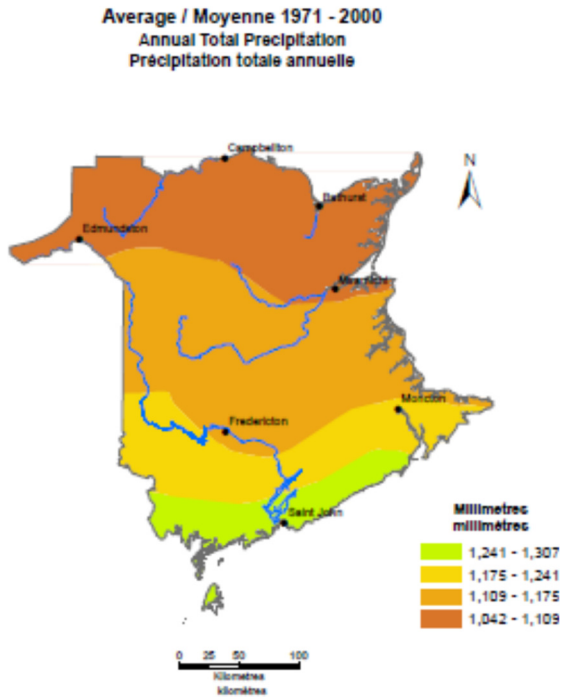 Average / Moyenne 1971 - 2000
Annual Total Precipitation
Précipitation totale annuelle
Campbellton
N
Bathurst
Edmundston
Miramichi
Moncton
Fredericton
Saint John
Millimetres
millimètres
1,241 - 1,307
1,175 - 1,241
1,109 - 1,175
1,042 - 1,109
0 25 50 100
Kilometres
kilomètres